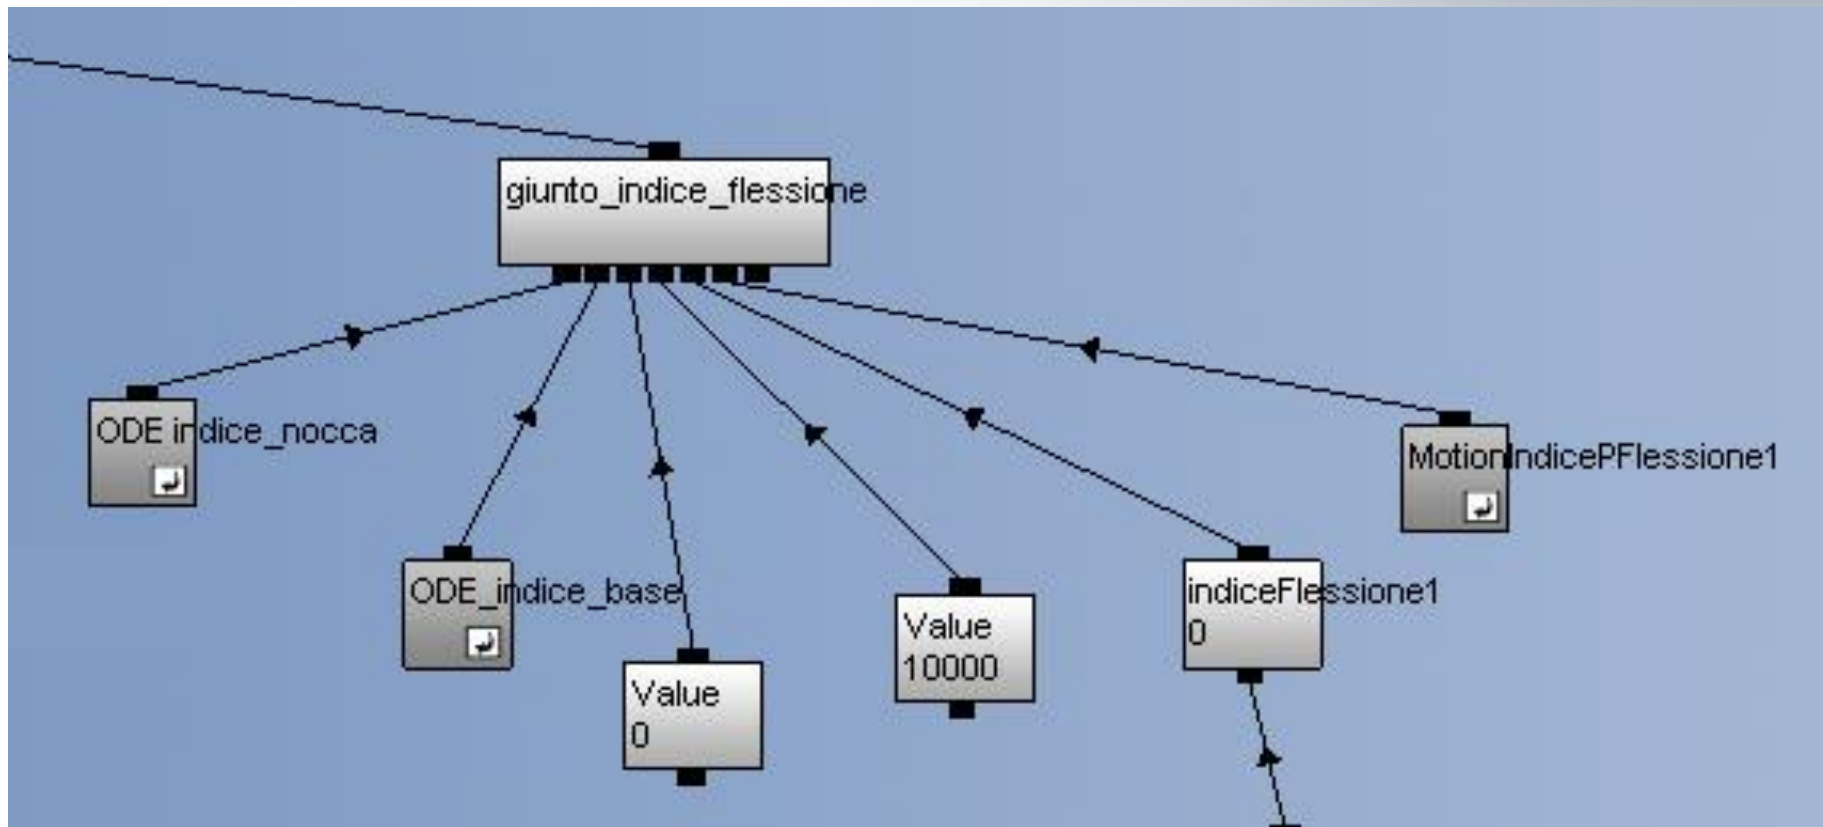 giunto_indice_flessione
ODE indice_nocca
MotionIndicePFlessione1
ODE_indice_base
indiceFlessione1
0
Value
10000
Value
0